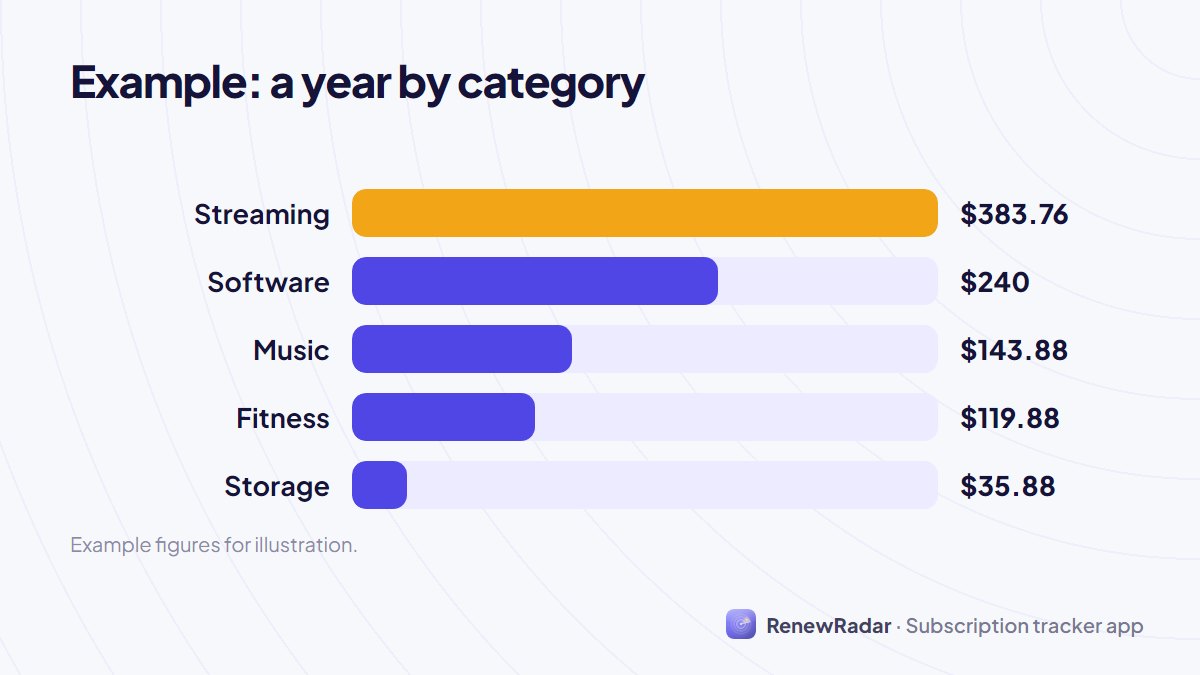 Example: a year by category
Streaming $383.76
Software $240
Music $143.88
Fitness $119.88
Storage $35.88
Example figures for illustration.
RenewRadar · Subscription tracker app